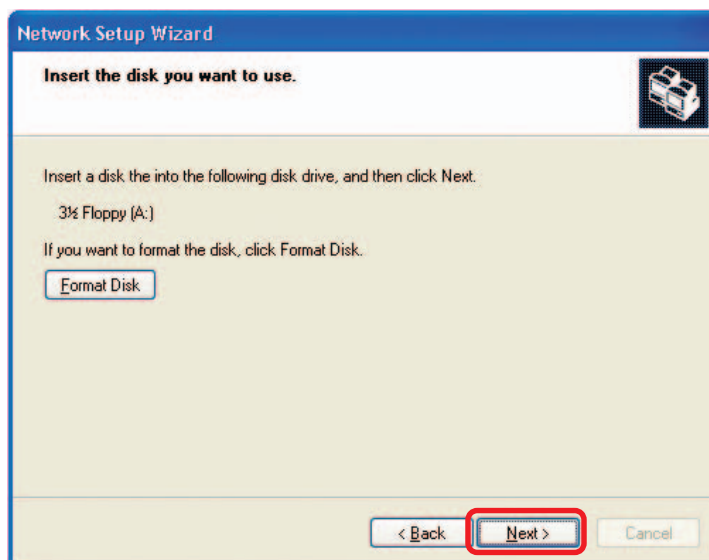 Network Setup Wizard
Insert the disk you want to use.
Insert a disk the into the following disk drive, and then click Next.
3½ Floppy (A:)
If you want to format the disk, click Format Disk.
Format Disk
< Back Next > Cancel